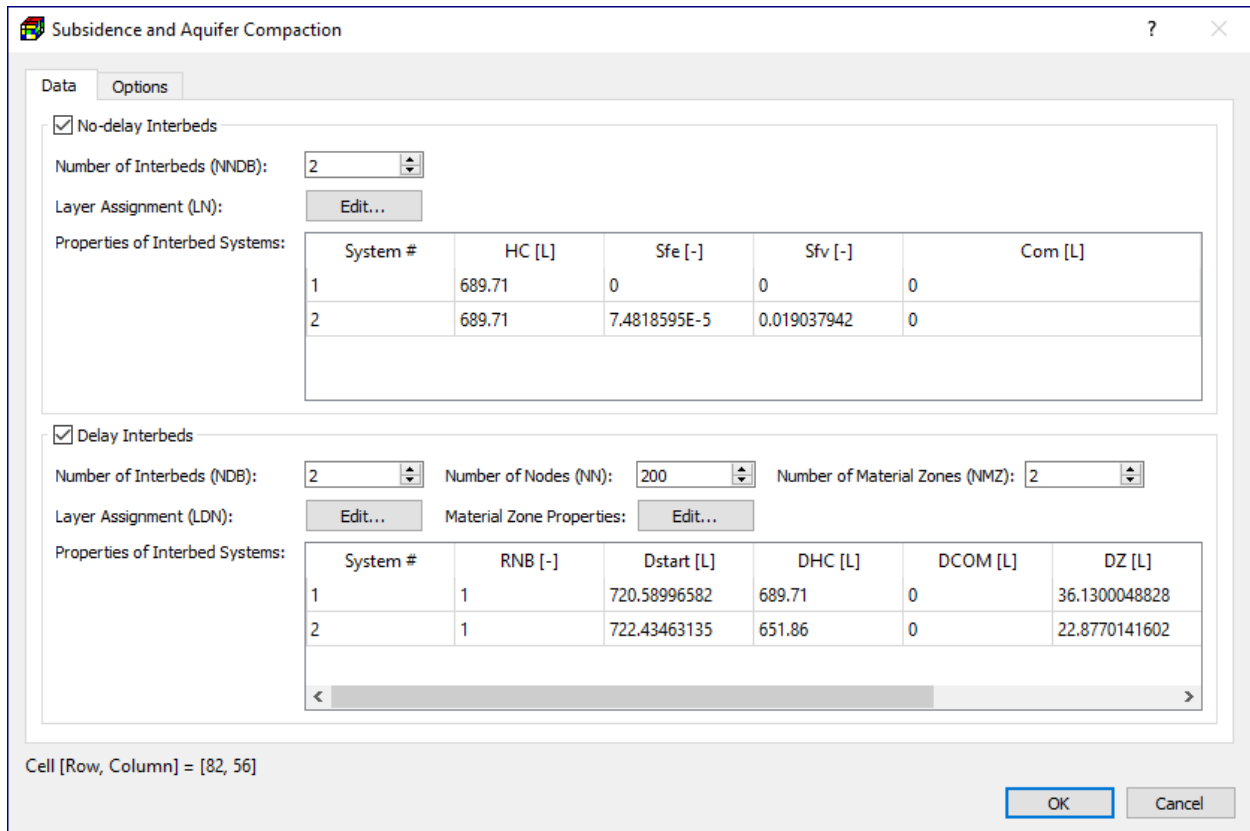 Subsidence and Aquifer Compaction ?
Data Options
No-delay Interbeds
Number of Interbeds (NNDB): 2
Layer Assignment (LN): Edit...
Properties of Interbed Systems:
System # HC [L] Sfe [-] Sfv [-] Com [L]
1 689.71 0 0 0
2 689.71 7.4818595E-5 0.019037942 0
Delay Interbeds
Number of Interbeds (NDB): 2 Number of Nodes (NN): 200 Number of Material Zones (NMZ): 2
Layer Assignment (LDN): Edit... Material Zone Properties: Edit...
Properties of Interbed Systems:
System # RNB [-] Dstart [L] DHC [L] DCOM [L] DZ [L]
1 1 720.58996582 689.71 0 36.1300048828
2 1 722.43463135 651.86 0 22.8770141602
Cell [Row, Column] = [82, 56]
OK Cancel